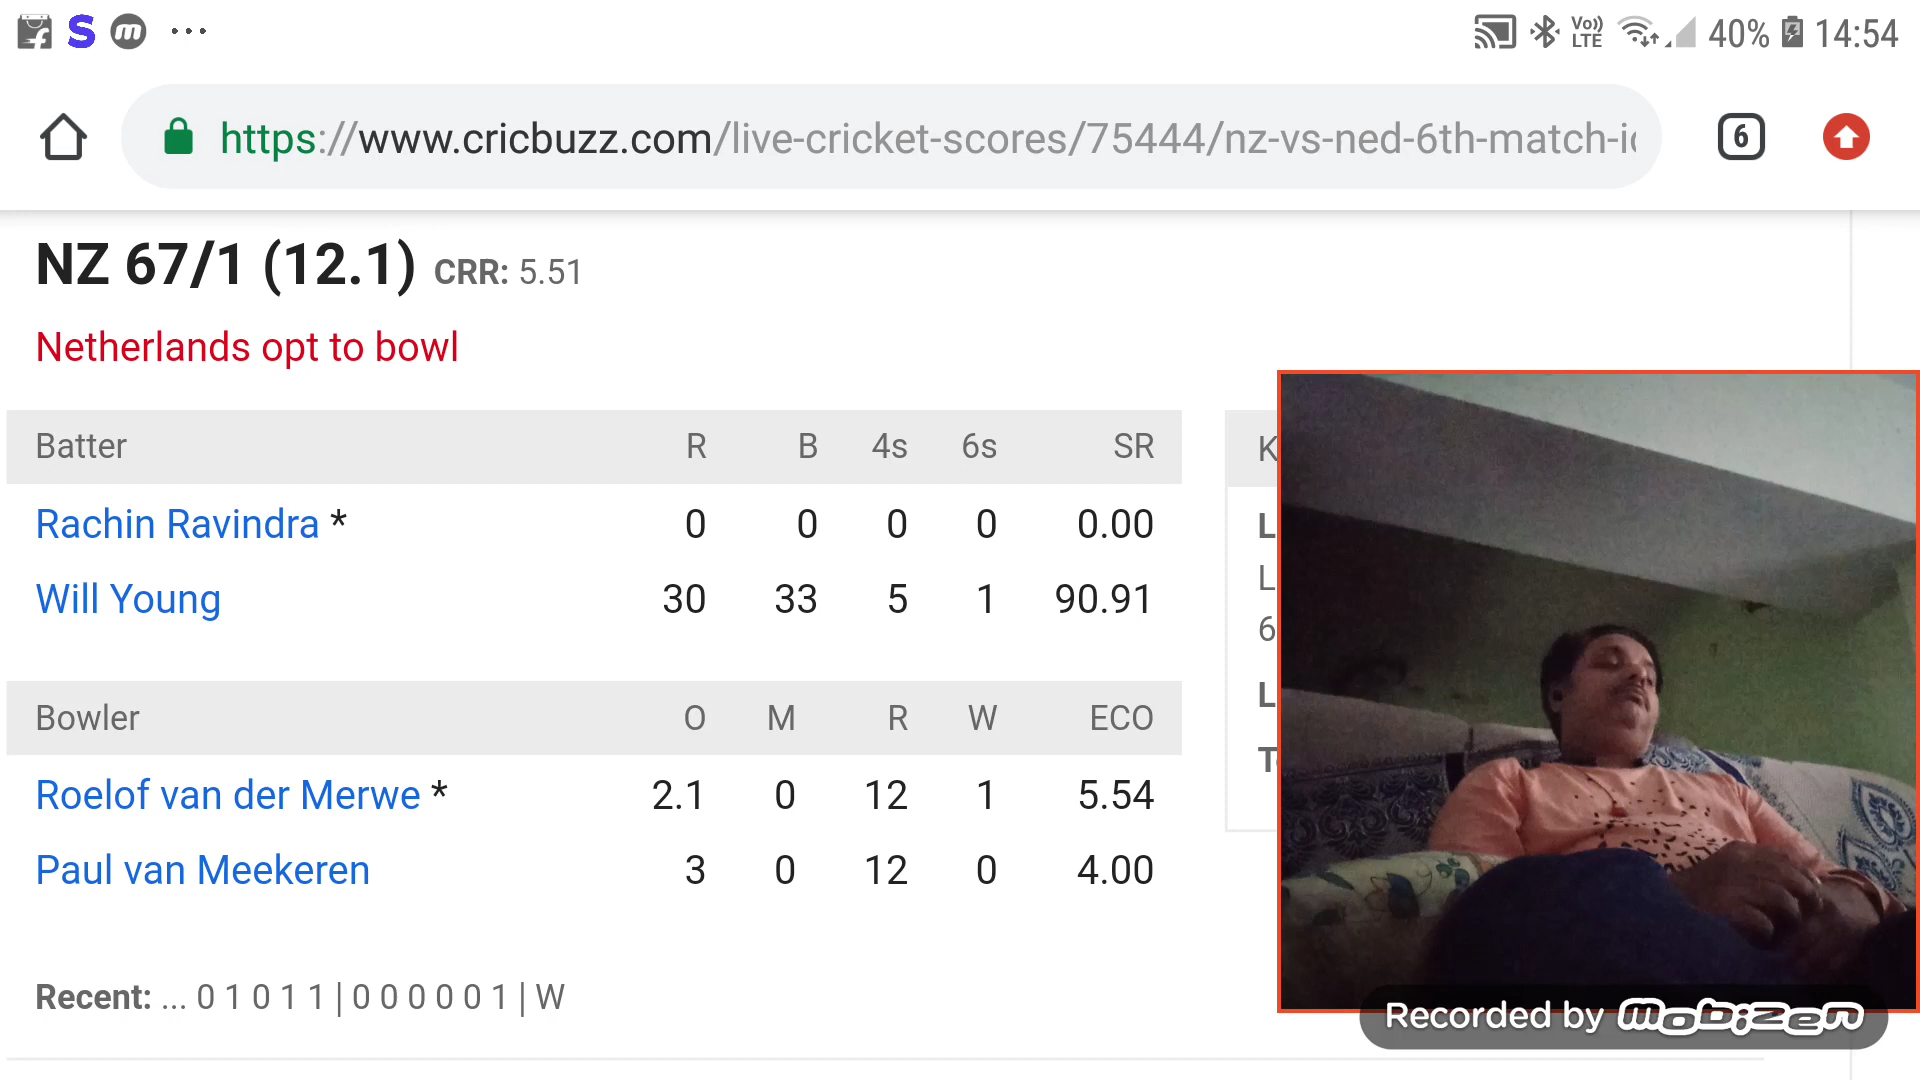 40% 14:54
https://www.cricbuzz.com/live-cricket-scores/75444/nz-vs-ned-6th-match-ic
6
NZ 67/1 (12.1) CRR: 5.51
Netherlands opt to bowl
Batter R B 4s 6s SR K
Rachin Ravindra * 0 0 0 0 0.00 L
L
Will Young 30 33 5 1 90.91
6
L
Bowler O M R W ECO
Roelof van der Merwe * 2.1 0 12 1 5.54
Paul van Meekeren 3 0 12 0 4.00
Recent: ... 0 1 0 1 1 | 0 0 0 0 0 1 | W
Recorded by mobizen